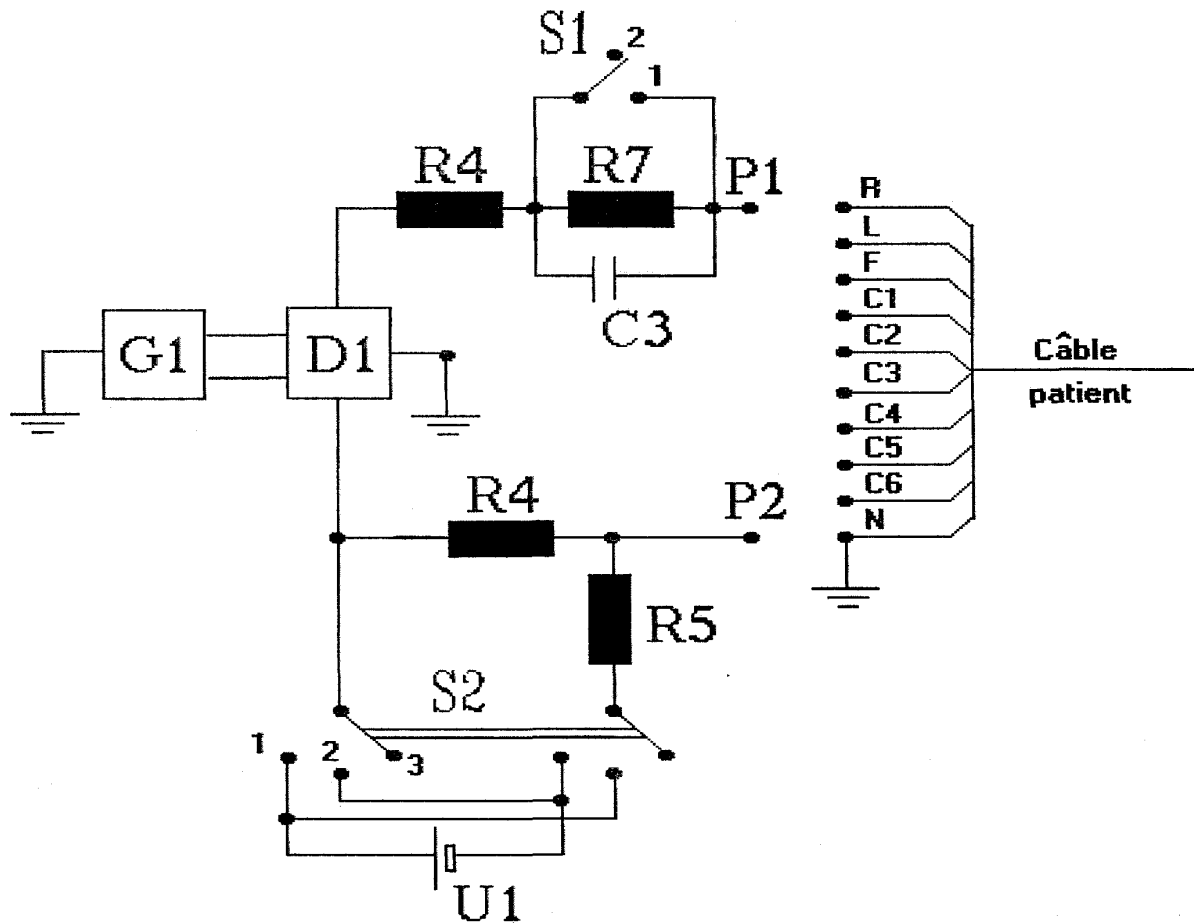 S1
2
1
R4
R7
P1
C3
G1
D1
R
L
F
C1
C2
C3
C4
C5
C6
N
Câble
patient
R4
P2
R5
S2
1
2
3
U1